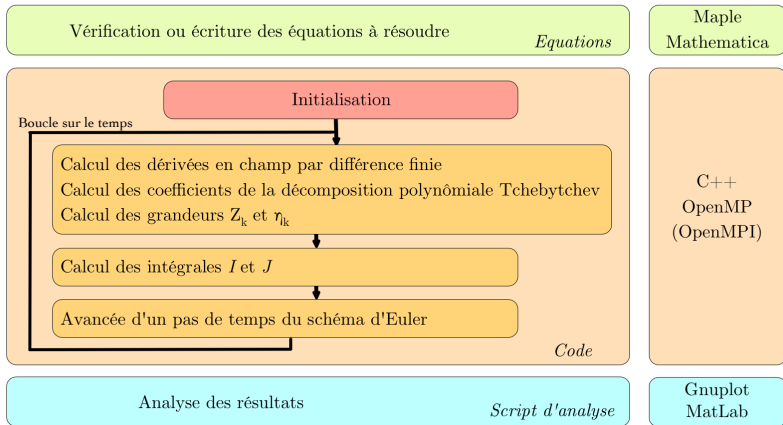 Vérification ou écriture des équations à résoudre
Equations
Maple
Mathematica
Initialisation
Boucle sur le temps
Calcul des dérivées en champ par différence finie
Calcul des coefficients de la décomposition polynômiale Tchebytchev
Calcul des grandeurs Z_k et η_k
Calcul des intégrales I et J
Avancée d'un pas de temps du schéma d'Euler
Code
C++
OpenMP
(OpenMPI)
Analyse des résultats
Script d'analyse
Gnuplot
MatLab